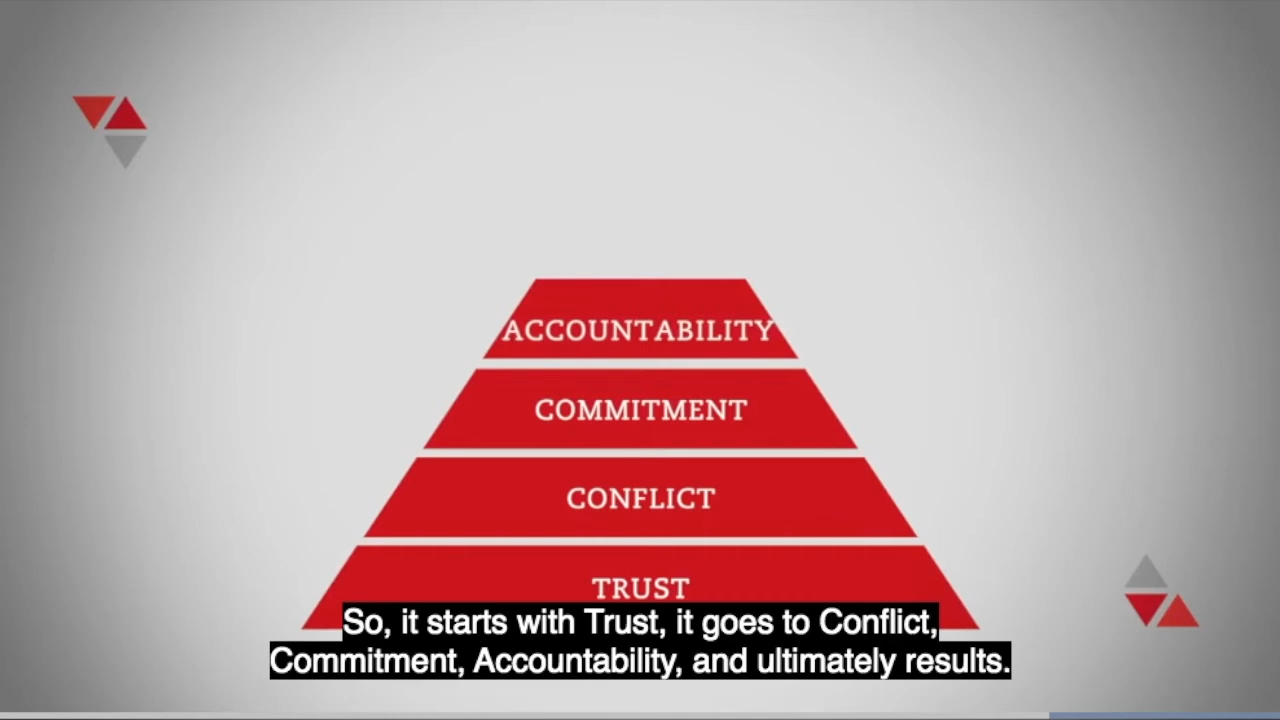 ACCOUNTABILITY
COMMITMENT
CONFLICT
TRUST
So, it starts with Trust, it goes to Conflict,
Commitment, Accountability, and ultimately results.